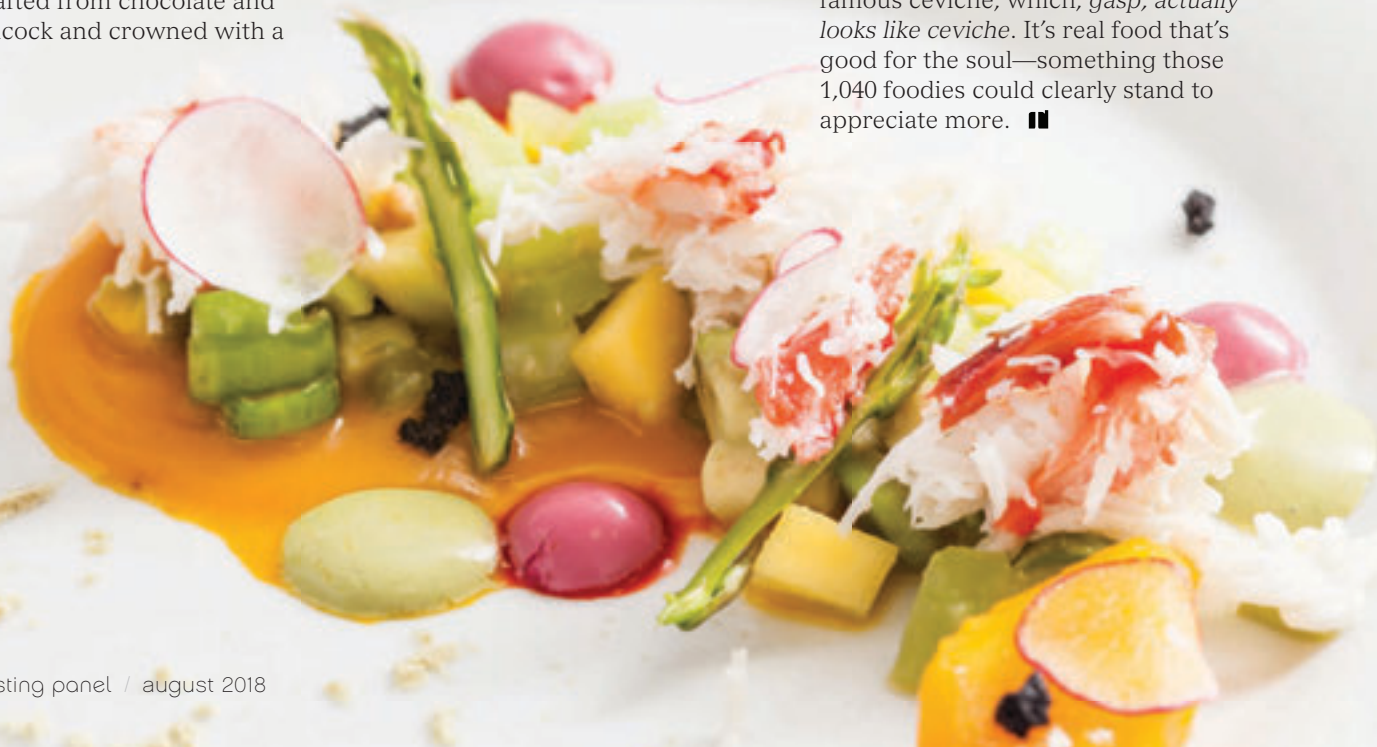 afted from chocolate and
cock and crowned with a
famous ceviche, which, gasp, actually
looks like ceviche. It’s real food that’s
good for the soul—something those
1,040 foodies could clearly stand to
appreciate more.
sting panel / august 2018